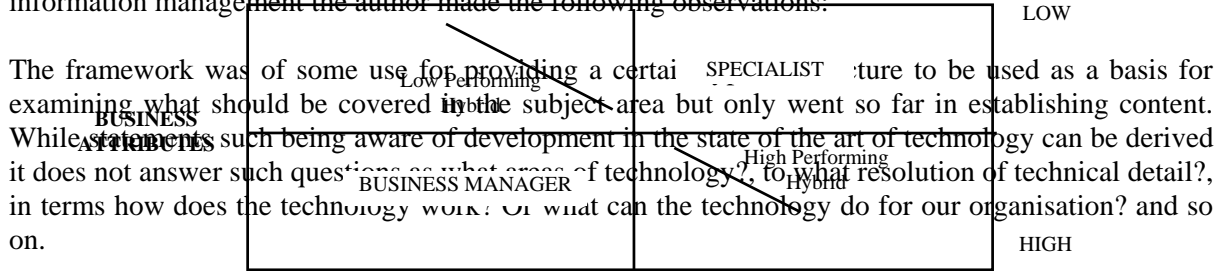 information management the author made the following observations:
LOW
The framework was of some use for providing a certai SPECIALIST ture to be used as a basis for
Low Performing
Hybrid
examining what should be covered in the subject area but only went so far in establishing content.
BUSINESS
ATTRIBUTES
While statements such being aware of development in the state of the art of technology can be derived
High Performing
Hybrid
it does not answer such questions as what areas of technology?, to what resolution of technical detail?,
BUSINESS MANAGER
in terms how does the technology work? Or what can the technology do for our organisation? and so
on.
HIGH